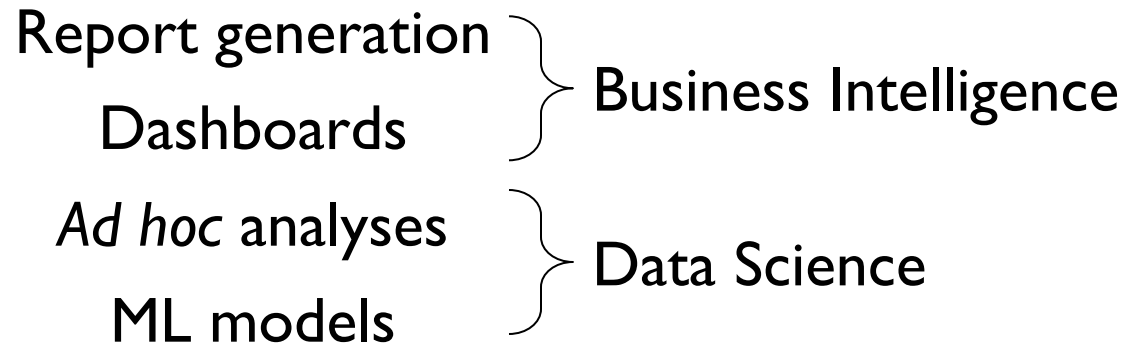 Report generation
Dashboards
Business Intelligence
Ad hoc analyses
ML models
Data Science